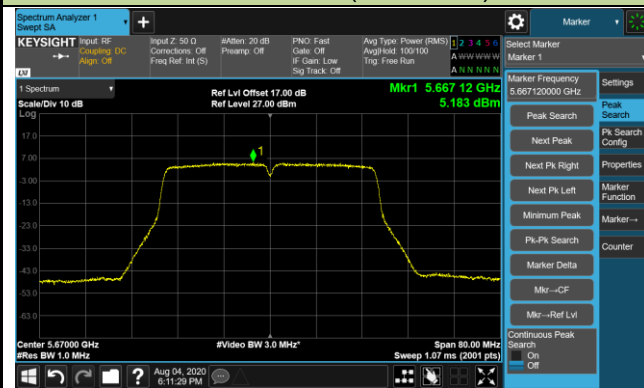 Spectrum Analyzer 1
Swept SA
Marker
KEYSIGHT
Input: RF
Coupling: DC
Align: Off
Input Z: 50 Ω
Corrections: Off
Freq Ref: Int (S)
#Atten: 20 dB
Preamp: Off
PNO: Fast
Gate: Off
IF Gain: Low
Sig Track: Off
Avg Type: Power (RMS)
Avg|Hold: 100/100
Trig: Free Run
1 2 3 4 5 6
A W W W W W
A N N N N N
LXI
Select Marker
Marker 1
1 Spectrum
Scale/Div 10 dB
Log
Ref Lvl Offset 17.00 dB
Ref Level 27.00 dBm
Mkr1 5.667 12 GHz
5.183 dBm
17.0
7.00
-3.00
-13.0
-23.0
-33.0
-43.0
-53.0
-63.0
1
Center 5.67000 GHz
#Res BW 1.0 MHz
#Video BW 3.0 MHz*
Span 80.00 MHz
Sweep 1.07 ms (2001 pts)
Marker Frequency
5.667120000 GHz
Peak Search
Next Peak
Next Pk Right
Next Pk Left
Minimum Peak
Pk-Pk Search
Marker Delta
Mkr→CF
Mkr→Ref Lvl
Continuous Peak
Search
On
Off
Settings
Peak
Search
Pk Search
Config
Properties
Marker
Function
Marker→
Counter
Aug 04, 2020
6:11:29 PM